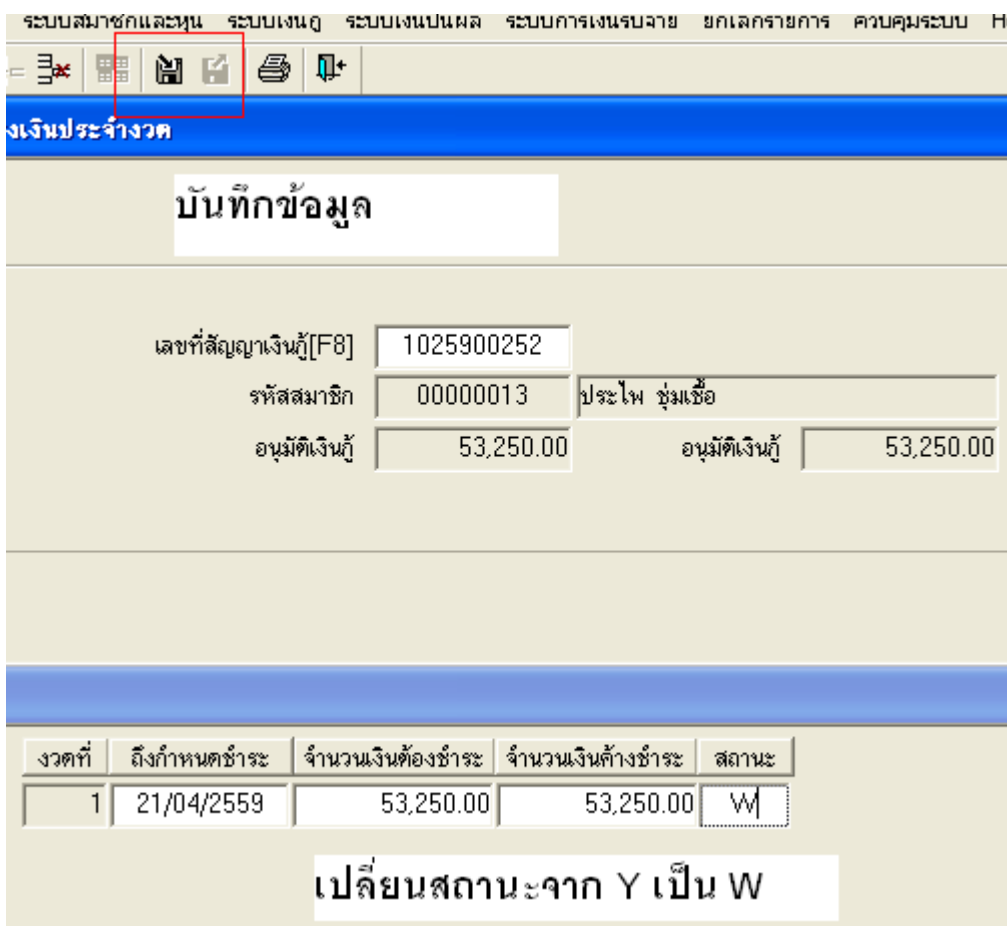 ระบบสมาชิกและหุ้น ระบบเงินกู้ ระบบเงินปันผล ระบบการเงินรับจ่าย ยกเลิกรายการ ควบคุมระบบ
งเงินประจำงวด
บันทึกข้อมูล
เลขที่สัญญาเงินกู้[F8] 1025900252
รหัสสมาชิก 00000013 ประไพ ชุ่มเชื้อ
อนุมัติเงินกู้ 53,250.00 อนุมัติเงินกู้ 53,250.00
งวดที่ ถึงกำหนดชำระ จำนวนเงินต้องชำระ จำนวนเงินค้างชำระ สถานะ
1 21/04/2559 53,250.00 53,250.00 W
เปลี่ยนสถานะจาก Y เป็น W